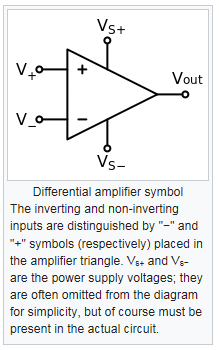 Vs+
V+
+
Vout
V−
−
Vs−
Differential amplifier symbol
The inverting and non-inverting
inputs are distinguished by "−" and
"+" symbols (respectively) placed in
the amplifier triangle. Vs+ and Vs−
are the power supply voltages; they
are often omitted from the diagram
for simplicity, but of course must be
present in the actual circuit.